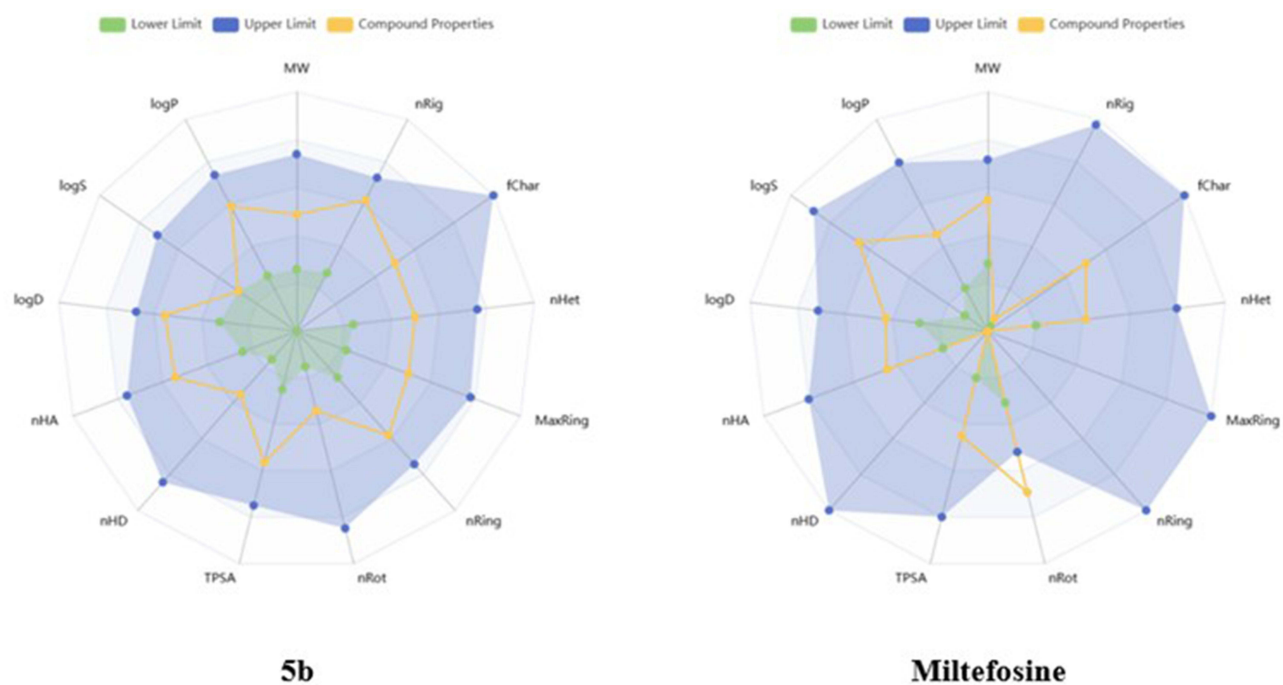 Lower Limit Upper Limit Compound Properties
MW
nRig
fChar
nHet
MaxRing
nRing
nRot
TPSA
nHD
nHA
logD
logS
logP
5b
Lower Limit Upper Limit Compound Properties
MW
nRig
fChar
nHet
MaxRing
nRing
nRot
TPSA
nHD
nHA
logD
logS
logP
Miltefosine